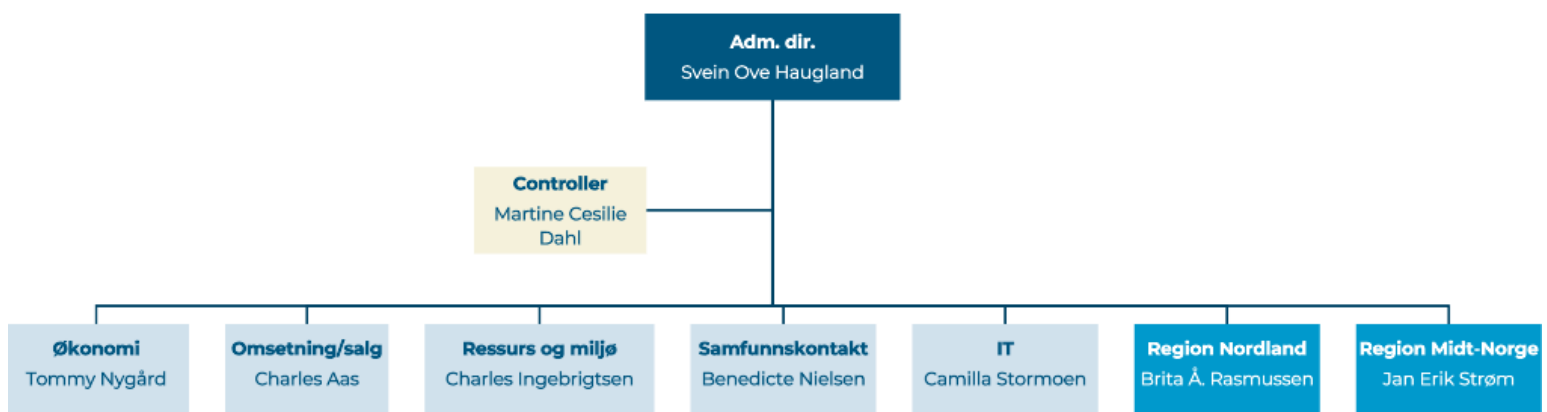 Adm. dir.
Svein Ove Haugland
Controller
Martine Cesilie
Dahl
Økonomi
Tommy Nygård
Omsetning/salg
Charles Aas
Ressurs og miljø
Charles Ingebrigtsen
Samfunnskontakt
Benedicte Nielsen
IT
Camilla Stormoen
Region Nordland
Brita Å. Rasmussen
Region Midt-Norge
Jan Erik Strøm